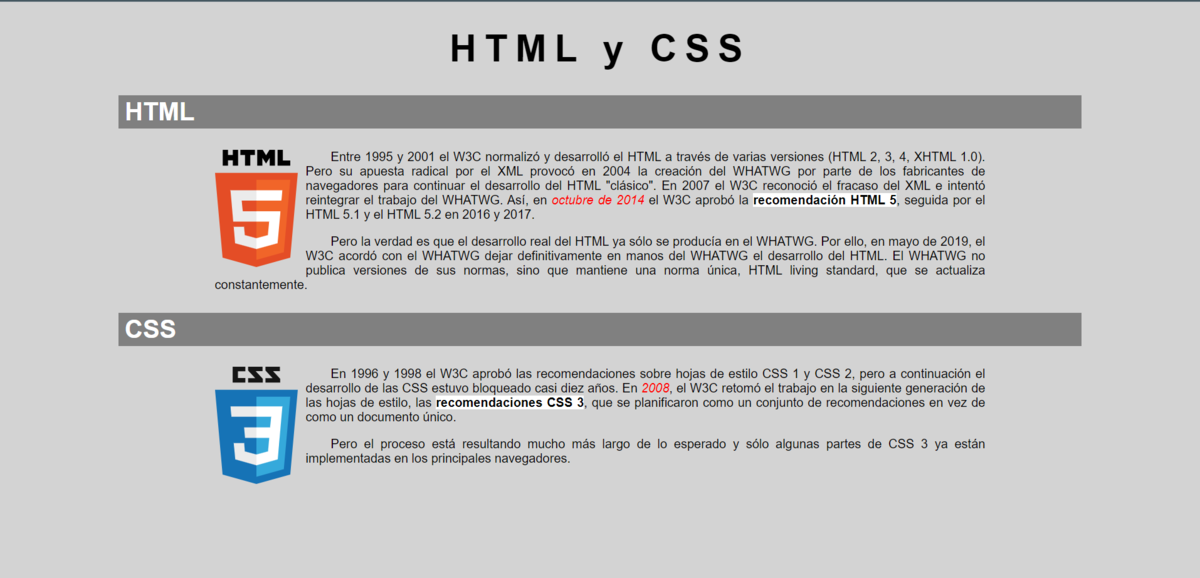 HTML y CSS
HTML
HTML
5
Entre 1995 y 2001 el W3C normalizó y desarrolló el HTML a través de varias versiones (HTML 2, 3, 4, XHTML 1.0).
Pero su apuesta radical por el XML provocó en 2004 la creación del WHATWG por parte de los fabricantes de
navegadores para continuar el desarrollo del HTML "clásico". En 2007 el W3C reconoció el fracaso del XML e intentó
reintegrar el trabajo del WHATWG. Así, en octubre de 2014 el W3C aprobó la recomendación HTML 5, seguida por el
HTML 5.1 y el HTML 5.2 en 2016 y 2017.
Pero la verdad es que el desarrollo real del HTML ya sólo se producía en el WHATWG. Por ello, en mayo de 2019, el
W3C acordó con el WHATWG dejar definitivamente en manos del WHATWG el desarrollo del HTML. El WHATWG no
publica versiones de sus normas, sino que mantiene una norma única, HTML living standard, que se actualiza
constantemente.
CSS
CSS
3
En 1996 y 1998 el W3C aprobó las recomendaciones sobre hojas de estilo CSS 1 y CSS 2, pero a continuación el
desarrollo de las CSS estuvo bloqueado casi diez años. En 2008, el W3C retomó el trabajo en la siguiente generación de
las hojas de estilo, las recomendaciones CSS 3, que se planificaron como un conjunto de recomendaciones en vez de
como un documento único.
Pero el proceso está resultando mucho más largo de lo esperado y sólo algunas partes de CSS 3 ya están
implementadas en los principales navegadores.